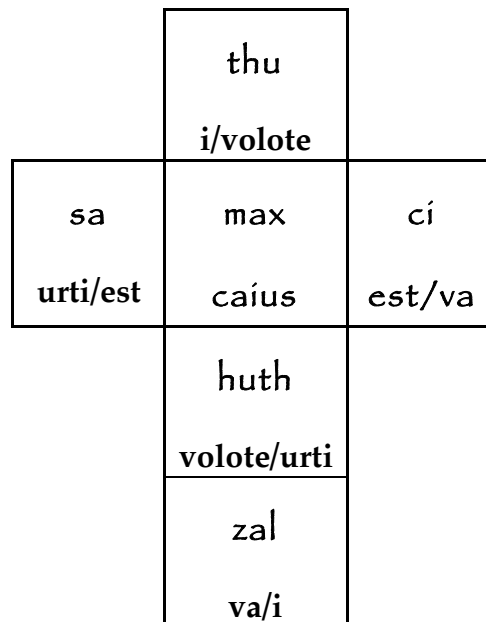 thu
i/volote
sa max ci
urti/est caius est/va
huth
volote/urti
zal
va/i